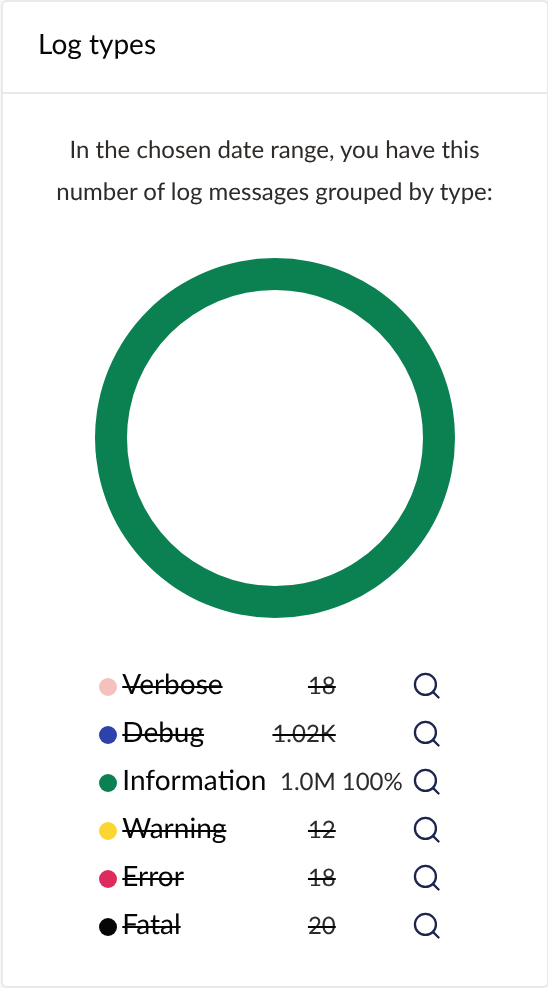 Log types
In the chosen date range, you have this
number of log messages grouped by type:
Verbose 18
Debug 1.02K
Information 1.0M 100%
Warning 12
Error 18
Fatal 20